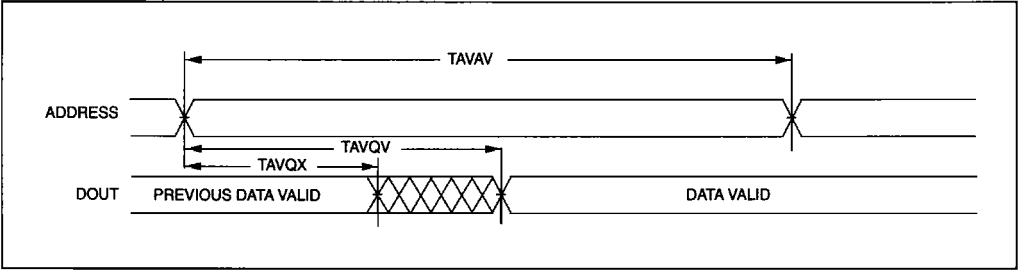 TAVAV
ADDRESS
TAVQV
TAVQX
DOUT PREVIOUS DATA VALID DATA VALID